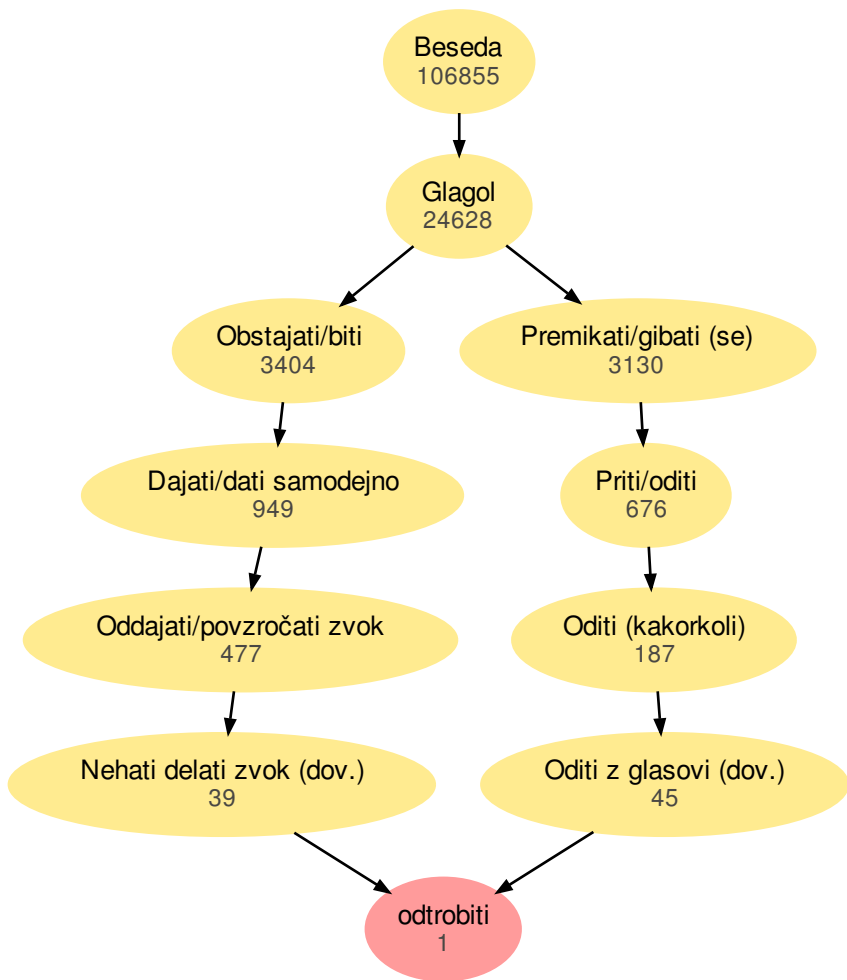 Beseda
106855
Glagol
24628
Obstajati/biti
3404
Premikati/gibati (se)
3130
Dajati/dati samodejno
949
Priti/oditi
676
Oddajati/povzročati zvok
477
Oditi (kakorkoli)
187
Nehati delati zvok (dov.)
39
Oditi z glasovi (dov.)
45
odtrobiti
1